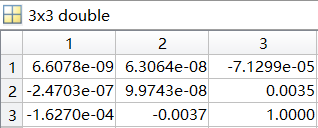 3x3 double
1 2 3
1 6.6078e-09 6.3064e-08 -7.1299e-05
2 -2.4703e-07 9.9743e-08 0.0035
3 -1.6270e-04 -0.0037 1.0000